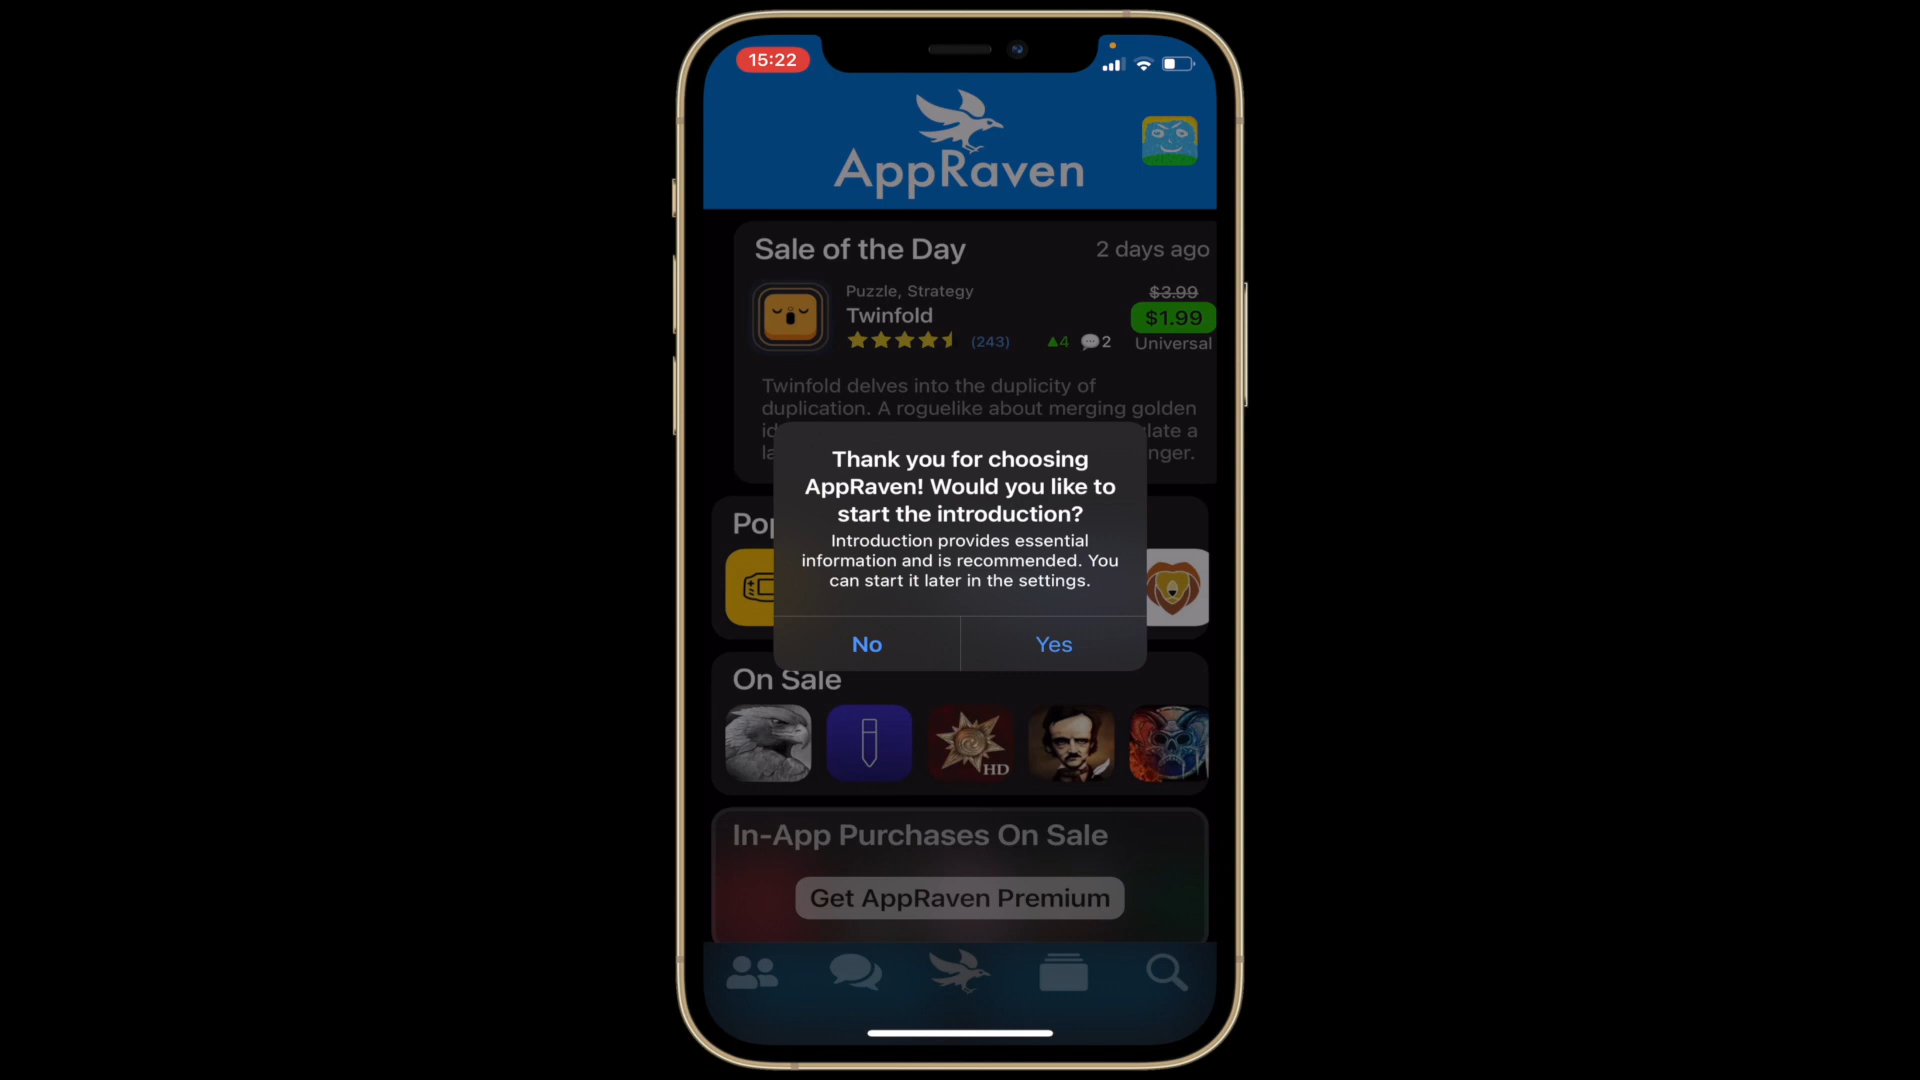 15:22
AppRaven
Sale of the Day
2 days ago
Puzzle, Strategy
$3.99
Twinfold
$1.99
(243)
4
2
Universal
Twinfold delves into the duplicity of
duplication. A roguelike about merging golden
Thank you for choosing
AppRaven! Would you like to
start the introduction?
Introduction provides essential
information and is recommended. You
can start it later in the settings.
No
Yes
On Sale
HD
In-App Purchases On Sale
Get AppRaven Premium